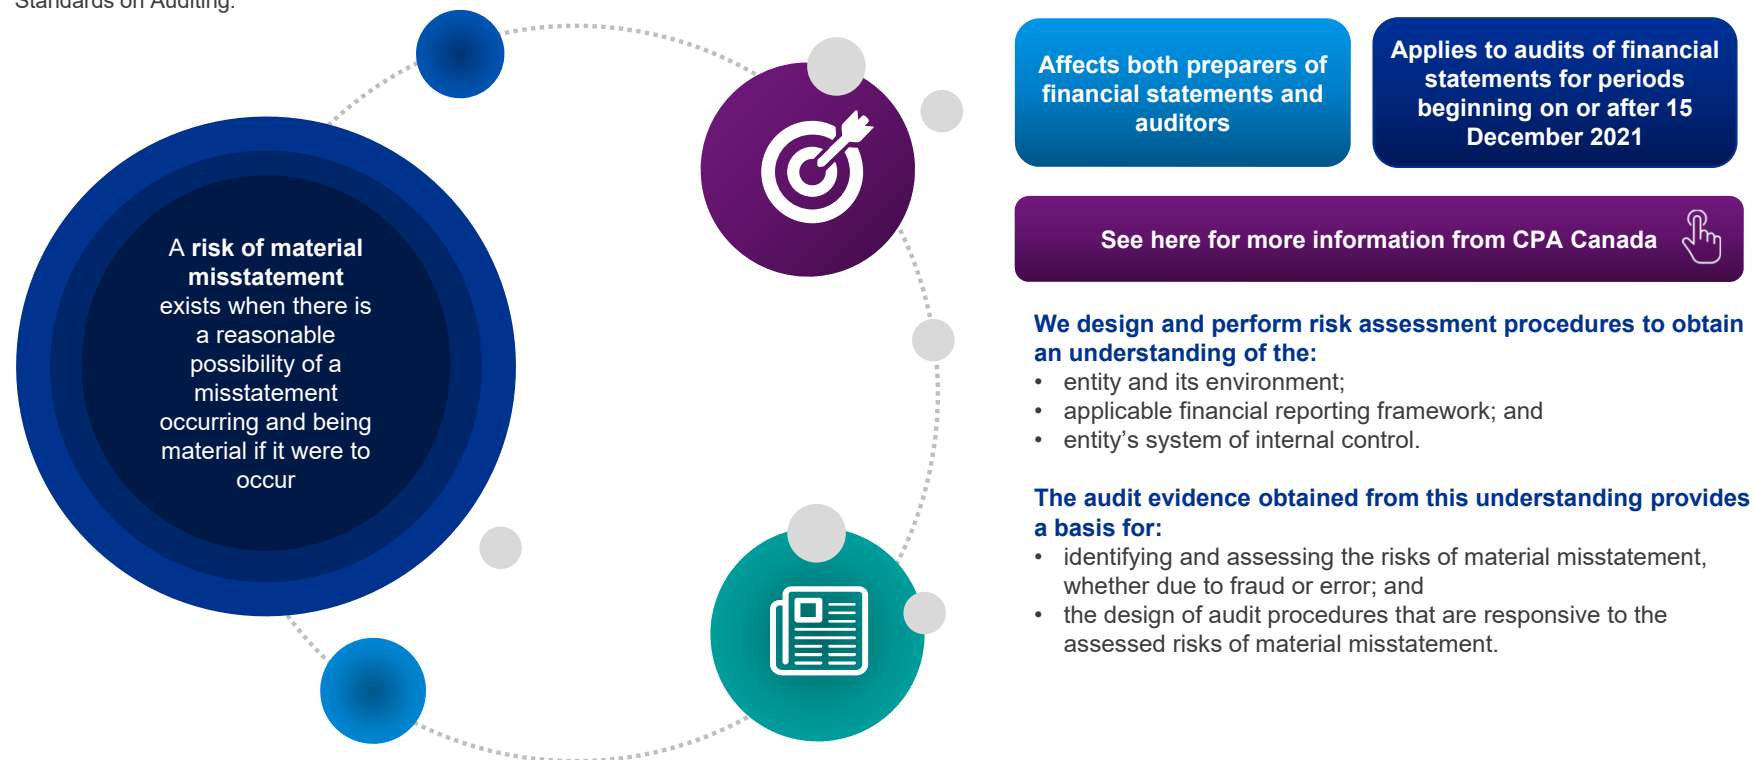 Standards on Auditing.
A risk of material
misstatement
exists when there is
a reasonable
possibility of a
misstatement
occurring and being
material if it were to
occur
Affects both preparers of
financial statements and
auditors
Applies to audits of financial
statements for periods
beginning on or after 15
December 2021
See here for more information from CPA Canada
We design and perform risk assessment procedures to obtain
an understanding of the:
• entity and its environment;
• applicable financial reporting framework; and
• entity’s system of internal control.
The audit evidence obtained from this understanding provides
a basis for:
• identifying and assessing the risks of material misstatement,
whether due to fraud or error; and
• the design of audit procedures that are responsive to the
assessed risks of material misstatement.